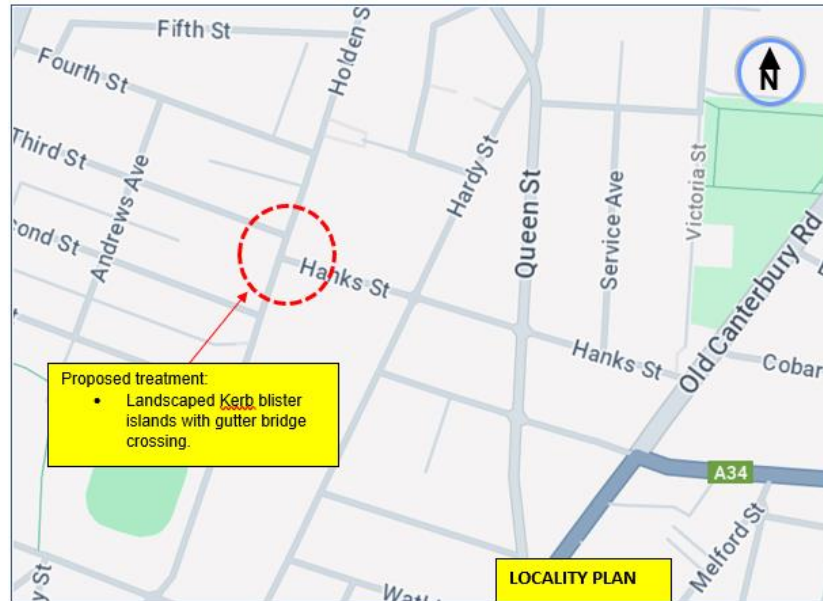 Fifth St
Holden S
Fourth St
N
Third St
Andrews Ave
Hardy St
Queen St
Service Ave
Victoria St
cond St
Hanks St
Old Canterbury Rd
Hanks St
Cobar
Proposed treatment:
• Landscaped Kerb blister
islands with gutter bridge
crossing.
A34
Melford St
LOCALITY PLAN
y St